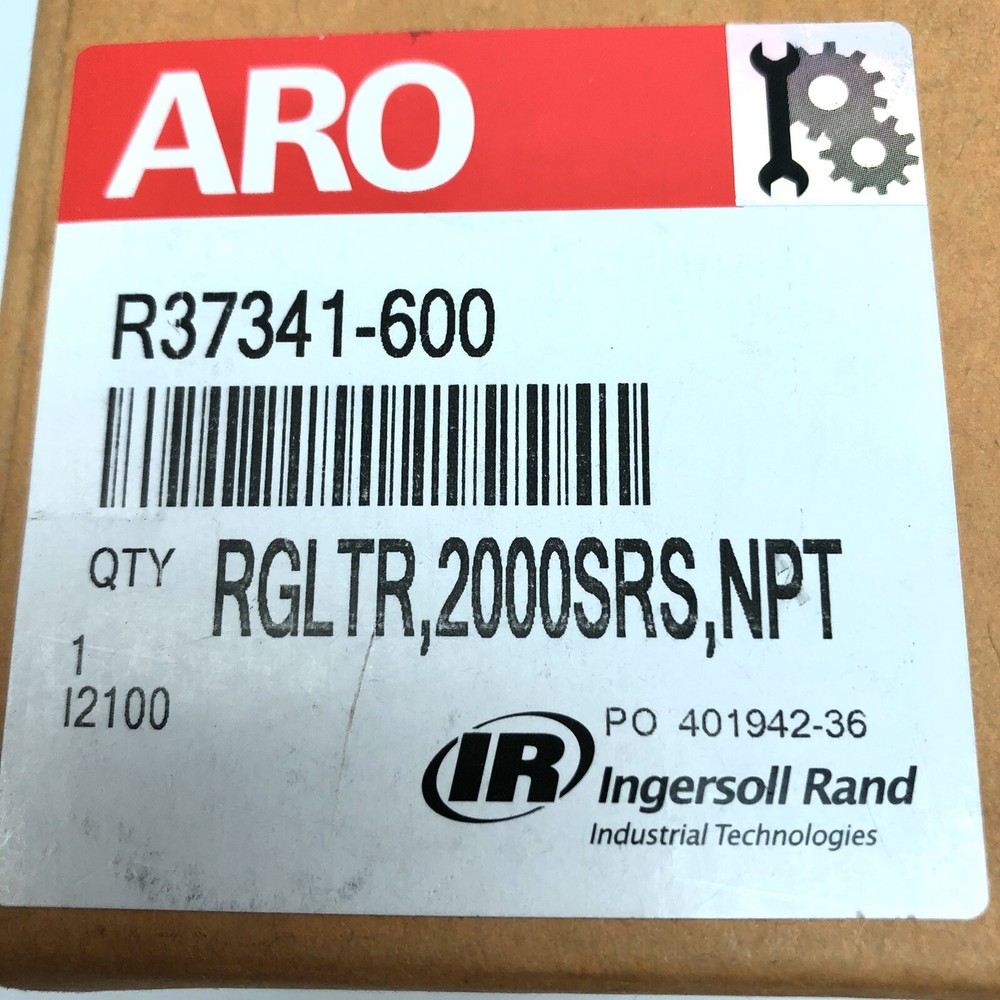 ARO
R37341-600
QTY RGLTR,2000SRS,NPT
1
I2100
PO 401942-36
IR Ingersoll Rand
Industrial Technologies